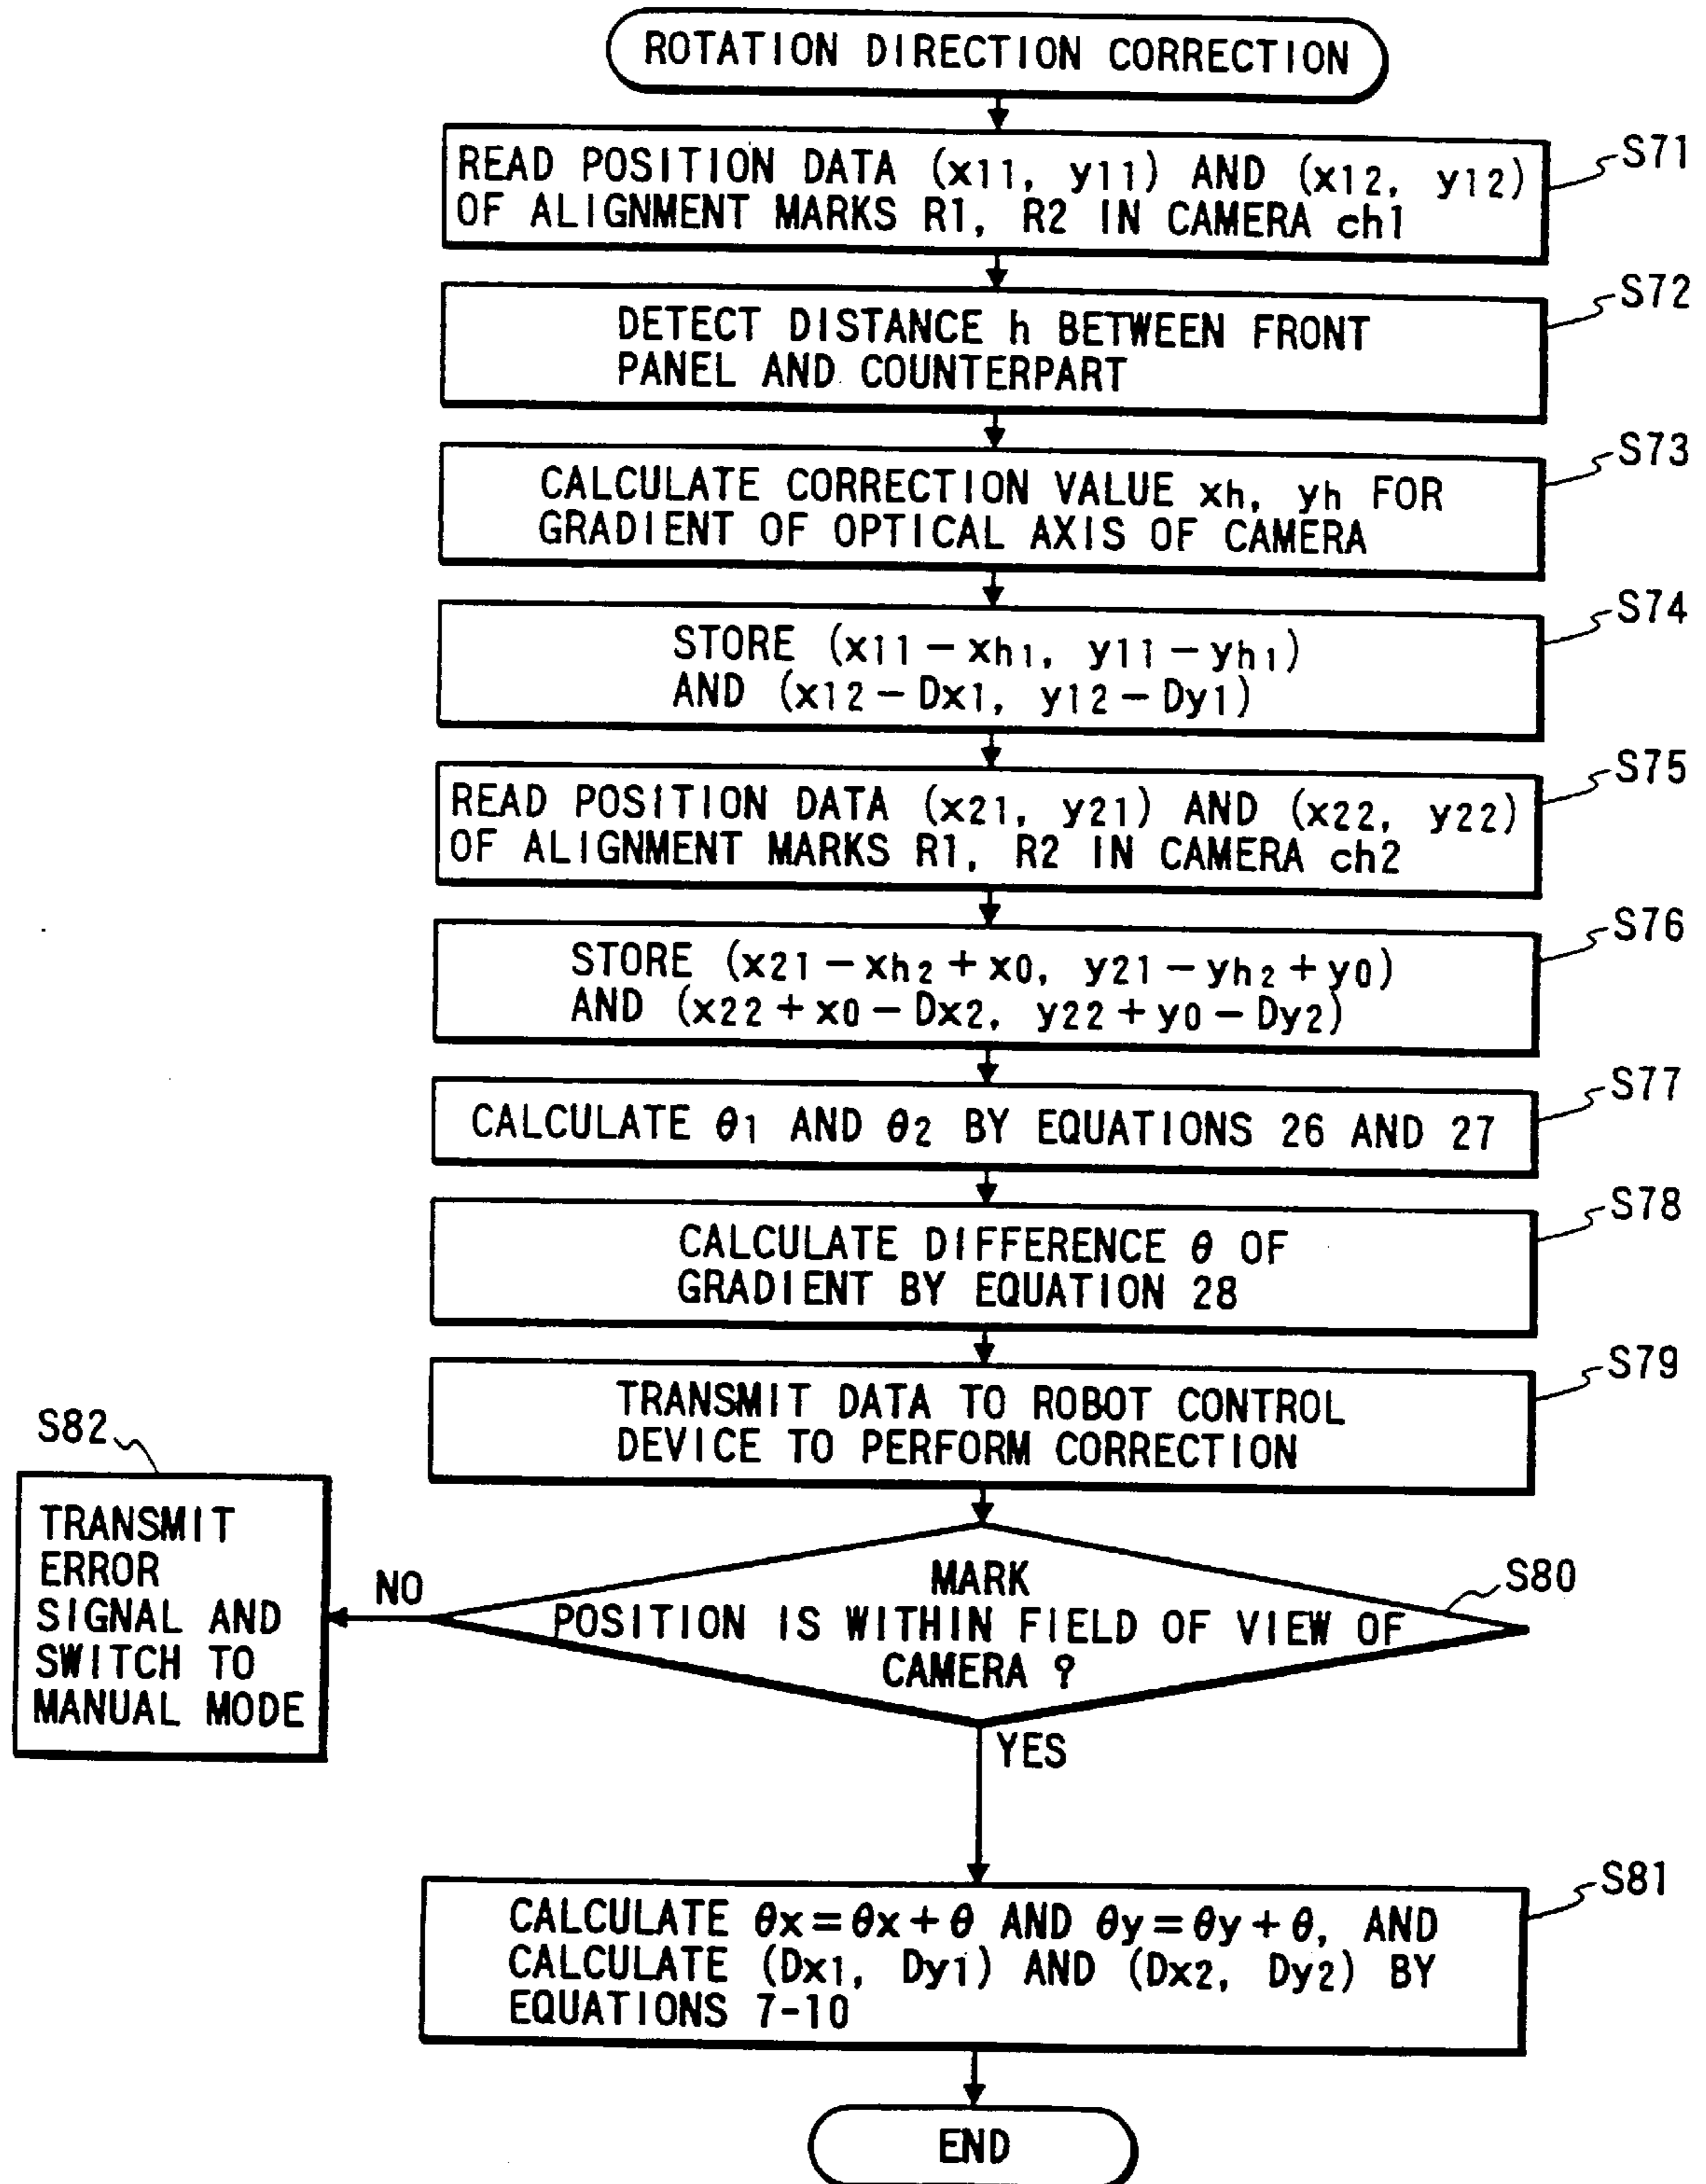 ROTATION DIRECTION CORRECTION
READ POSITION DATA (x11, y11) AND (x12, y12)
OF ALIGNMENT MARKS R1, R2 IN CAMERA ch1
S71
DETECT DISTANCE h BETWEEN FRONT
PANEL AND COUNTERPART
S72
CALCULATE CORRECTION VALUE xh, yh FOR
GRADIENT OF OPTICAL AXIS OF CAMERA
S73
STORE (x11-xh1, y11-yh1)
AND (x12-Dx1, y12-Dy1)
S74
READ POSITION DATA (x21, y21) AND (x22, y22)
OF ALIGNMENT MARKS R1, R2 IN CAMERA ch2
S75
STORE (x21-xh2+x0, y21-yh2+y0)
AND (x22+x0-Dx2, y22+y0-Dy2)
S76
CALCULATE θ1 AND θ2 BY EQUATIONS 26 AND 27
S77
CALCULATE DIFFERENCE θ OF
GRADIENT BY EQUATION 28
S78
TRANSMIT DATA TO ROBOT CONTROL
DEVICE TO PERFORM CORRECTION
S79
MARK
POSITION IS WITHIN FIELD OF VIEW OF
CAMERA ?
S80
NO
S82
TRANSMIT
ERROR
SIGNAL AND
SWITCH TO
MANUAL MODE
YES
CALCULATE θx=θx+θ AND θy=θy+θ, AND
CALCULATE (Dx1, Dy1) AND (Dx2, Dy2) BY
EQUATIONS 7-10
S81
END